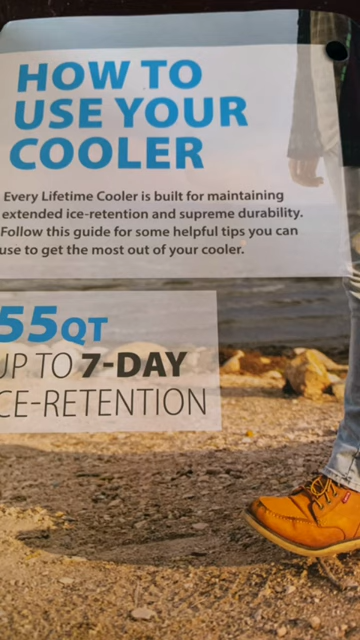 HOW TO
USE YOUR
COOLER
Every Lifetime Cooler is built for maintaining
extended ice-retention and supreme durability.
Follow this guide for some helpful tips you can
use to get the most out of your cooler.
55QT
UP TO 7-DAY
ICE-RETENTION